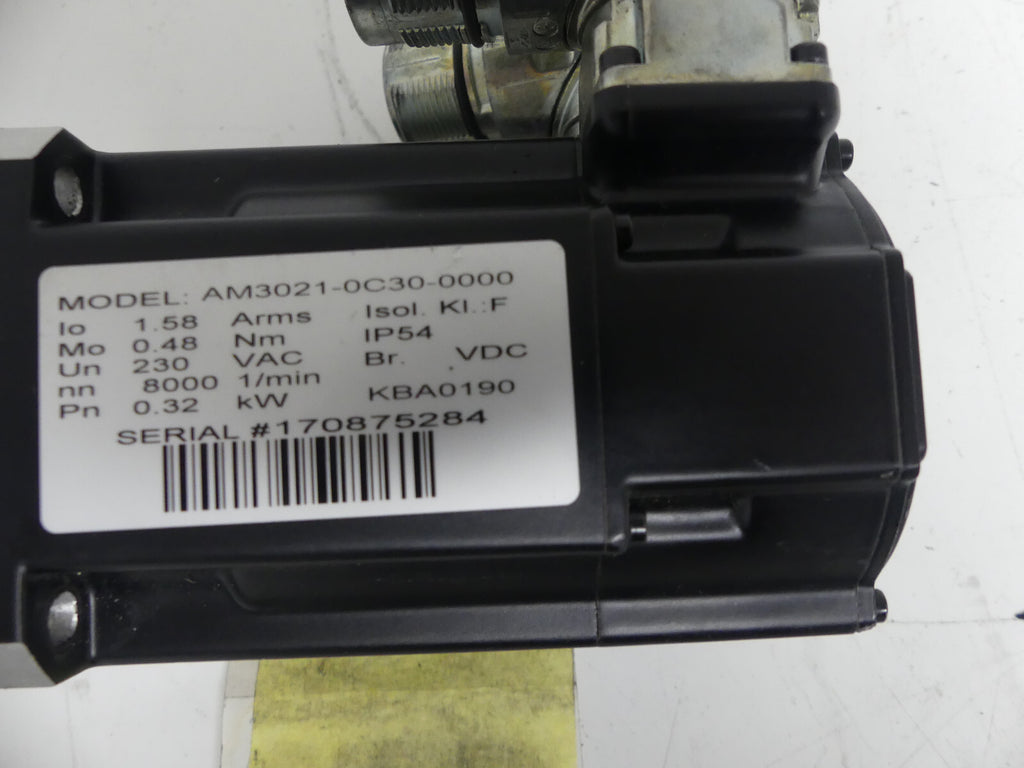 MODEL: AM3021-0C30-0000
Io 1.58 Arms Isol. Kl.:F
Mo 0.48 Nm IP54
Un 230 VAC Br. VDC
nn 8000 1/min
Pn 0.32 kW KBA0190
SERIAL #170875284